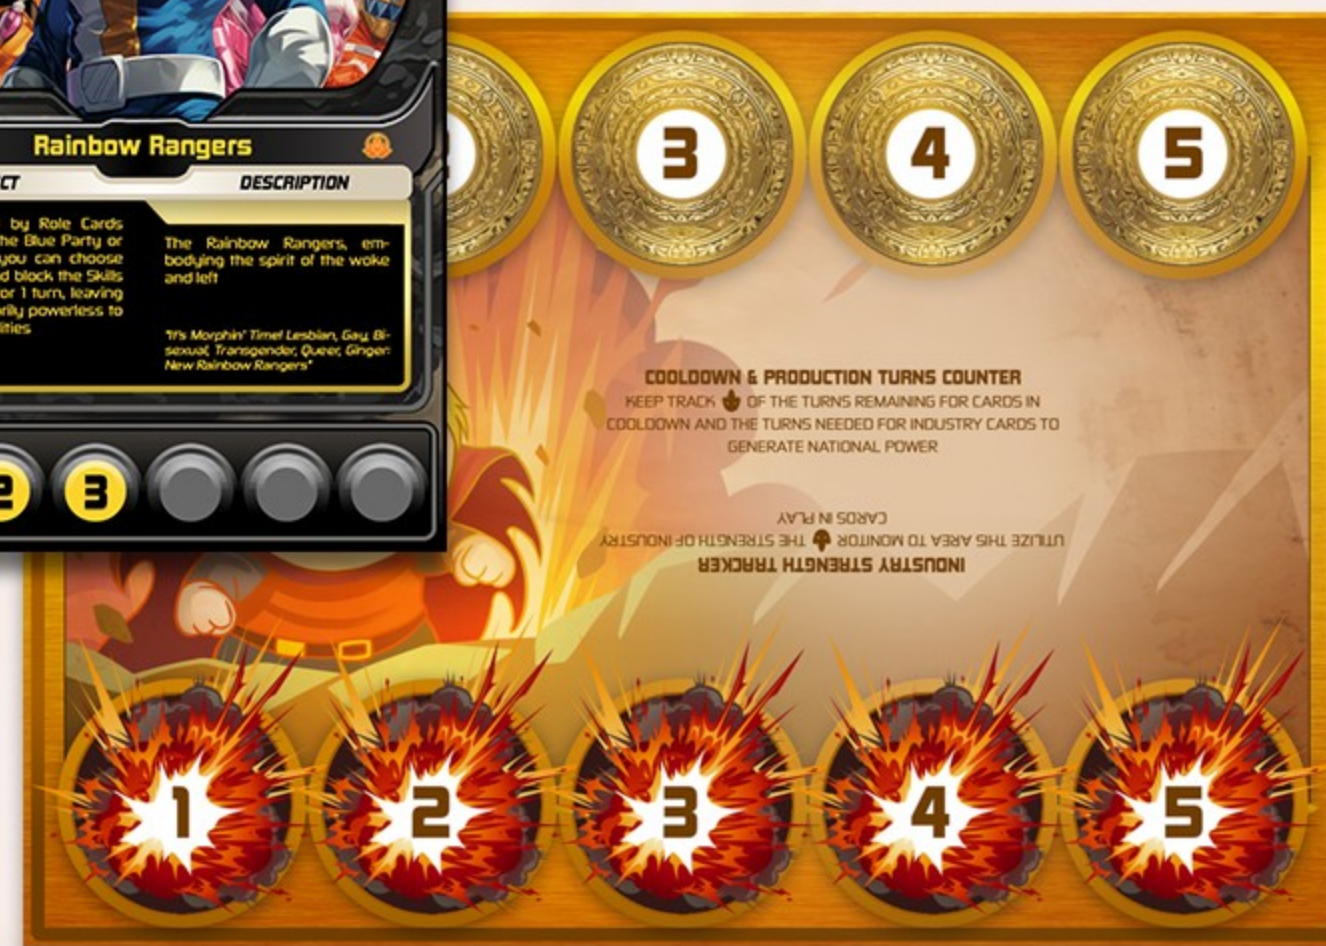 3
4
5
Rainbow Rangers
CT
DESCRIPTION
by Role Cards
he Blue Party or
you can choose
d block the Skills
or 1 turn, leaving
rily powerless to
lities
The Rainbow Rangers, em-
bodying the spirit of the woke
and left
"It's Morphin' Time! Lesbian, Gay, Bi-
sexual, Transgender, Queer, Ginger:
New Rainbow Rangers"
2
3
COOLDOWN & PRODUCTION TURNS COUNTER
KEEP TRACK OF THE TURNS REMAINING FOR CARDS IN
COOLDOWN AND THE TURNS NEEDED FOR INDUSTRY CARDS TO
GENERATE NATIONAL POWER
INDUSTRY STRENGTH TRACKER
UTILIZE THIS AREA TO MONITOR THE STRENGTH OF INDUSTRY
CARDS IN PLAY
1
2
3
4
5